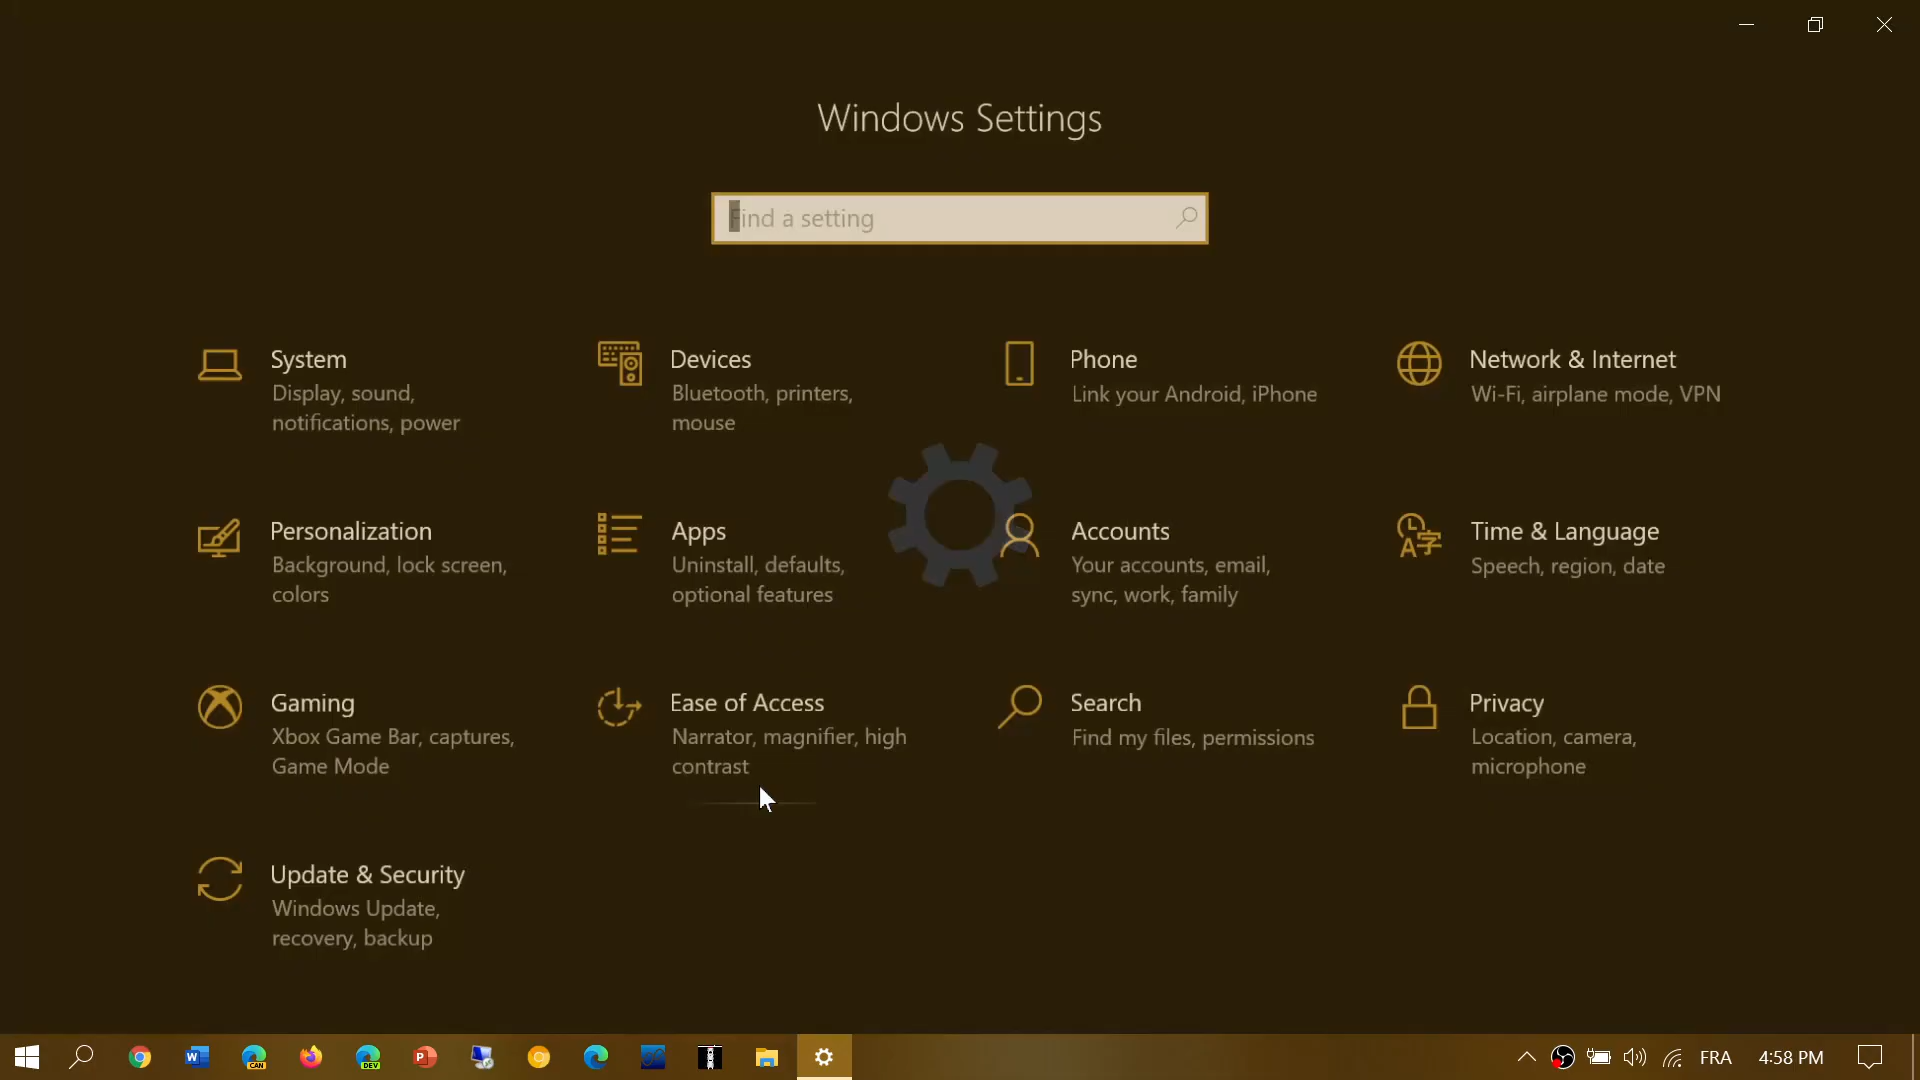 Windows Settings
Find a setting
System
Display, sound,
notifications, power
Devices
Bluetooth, printers,
mouse
Phone
Link your Android, iPhone
Network & Internet
Wi-Fi, airplane mode, VPN
Personalization
Background, lock screen,
colors
Apps
Uninstall, defaults,
optional features
Accounts
Your accounts, email,
sync, work, family
Time & Language
Speech, region, date
Gaming
Xbox Game Bar, captures,
Game Mode
Ease of Access
Narrator, magnifier, high
contrast
Search
Find my files, permissions
Privacy
Location, camera,
microphone
Update & Security
Windows Update,
recovery, backup
W
CAN
DEV
P
FRA
4:58 PM